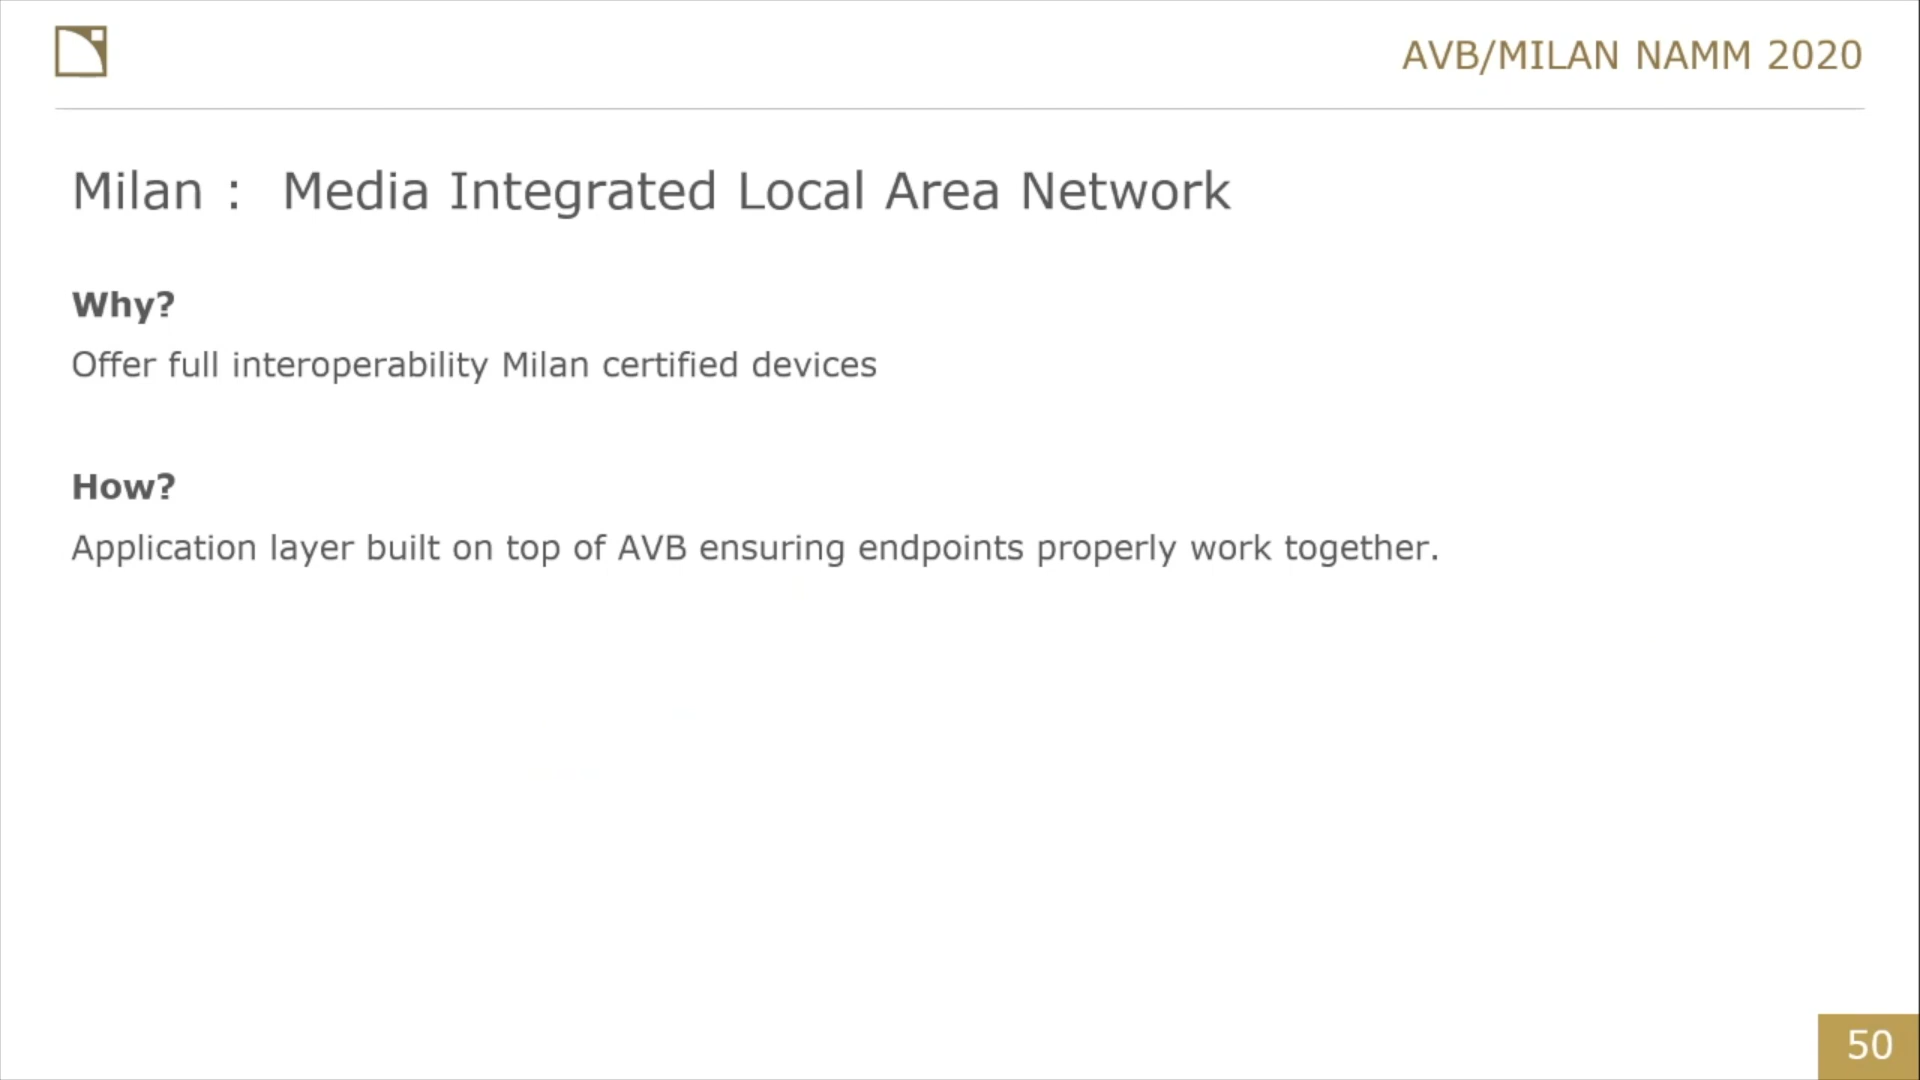 AVB/MILAN NAMM 2020
Milan : Media Integrated Local Area Network
Why?
Offer full interoperability Milan certified devices
How?
Application layer built on top of AVB ensuring endpoints properly work together.
50